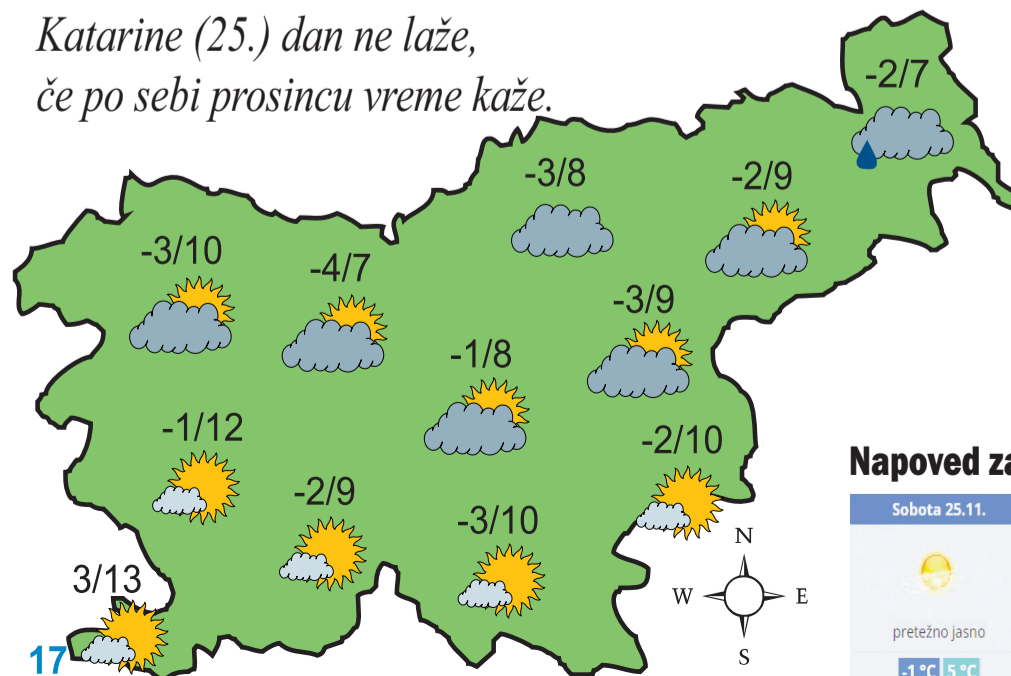 Katarine (25.) dan ne laže,
če po sebi prosincu vreme kaže.
-2/7
-3/8
-2/9
-3/10
-4/7
-3/9
-1/8
-1/12
-2/10
-2/9
-3/10
3/13
17
N
W
E
S
Napoved za
Sobota 25.11.
pretežno jasno
-1 °C 5 °C